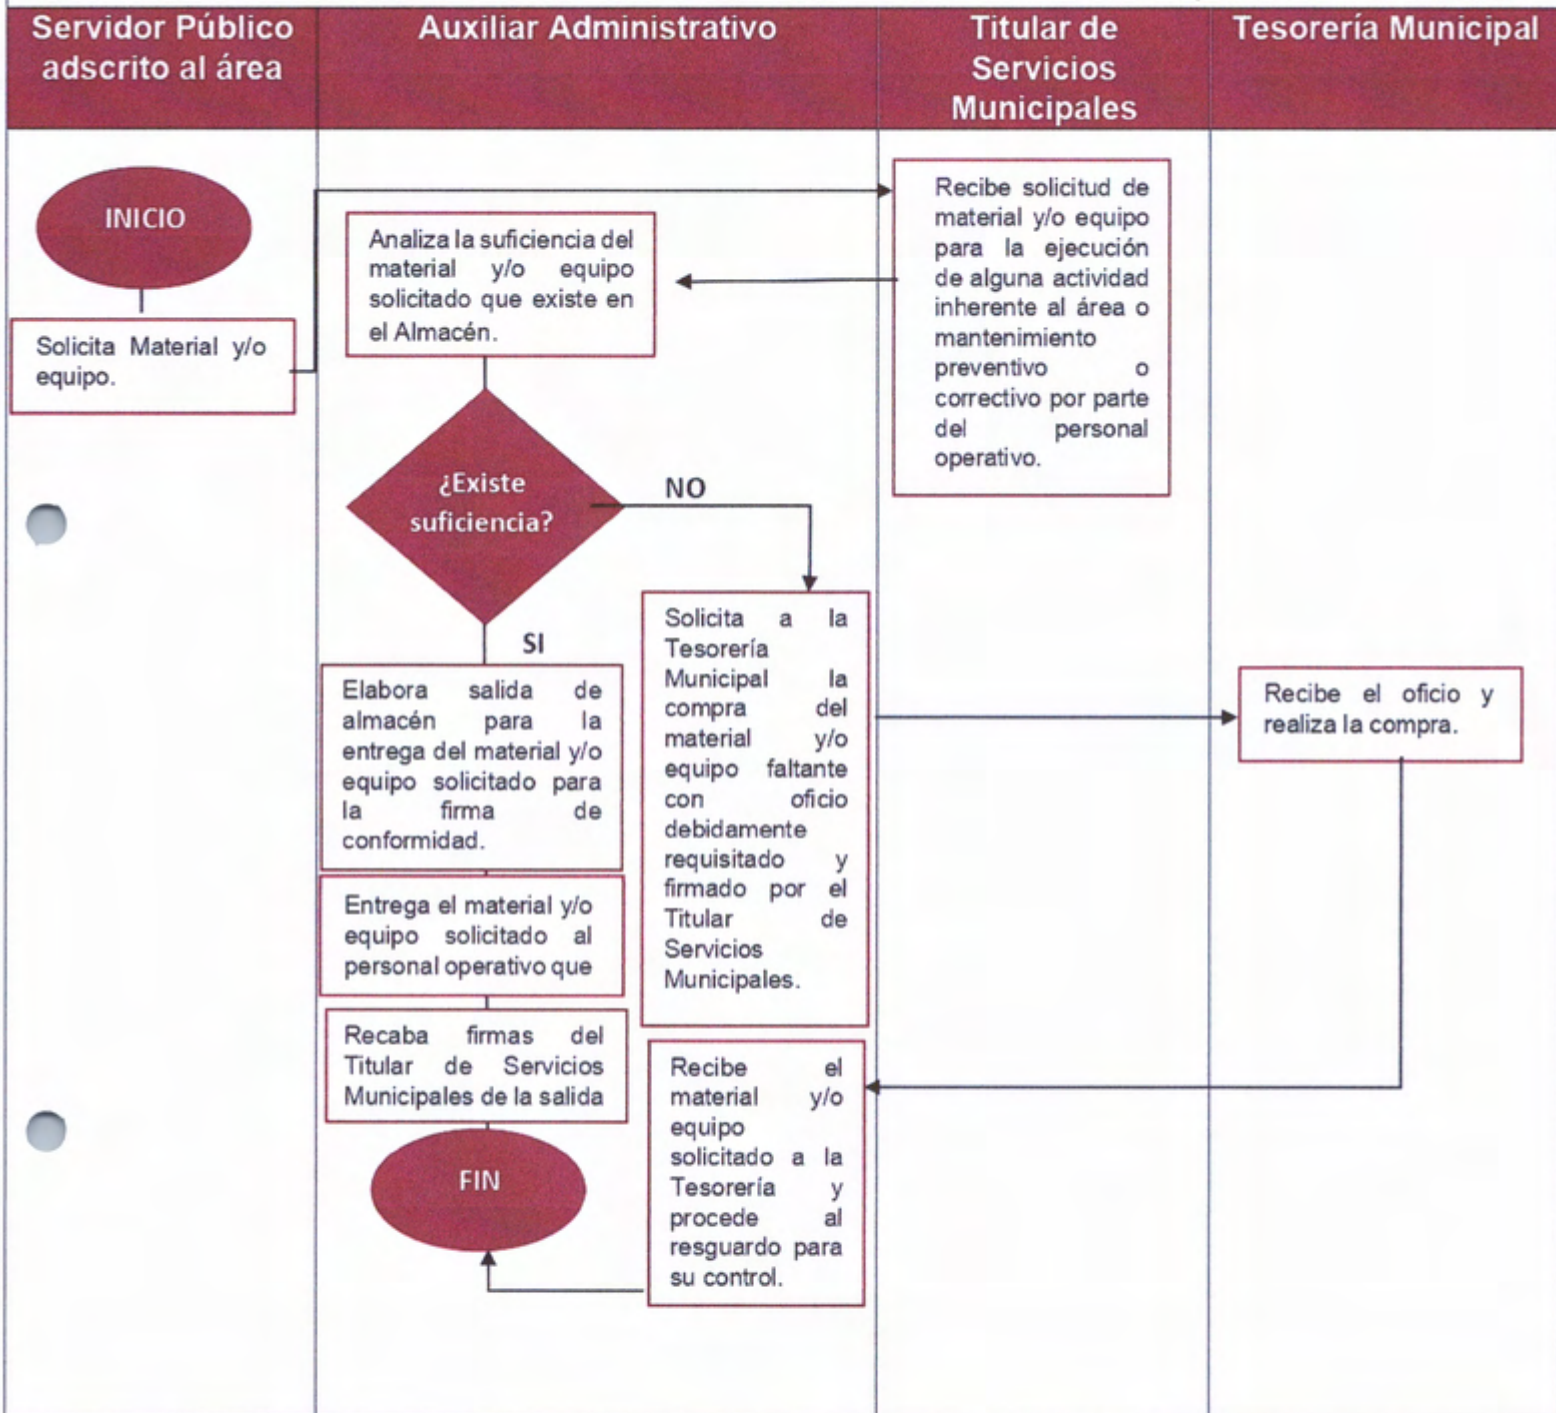 Servidor Público
adscrito al área
Auxiliar Administrativo
Titular de
Servicios
Municipales
Tesorería Municipal
INICIO
Solicita Material y/o
equipo.
Recibe solicitud de
material y/o equipo
para la ejecución
de alguna actividad
inherente al área o
mantenimiento
preventivo o
correctivo por parte
del personal
operativo.
Analiza la suficiencia del
material y/o equipo
solicitado que existe en
el Almacén.
¿Existe
suficiencia?
NO
SI
Elabora salida de
almacén para la
entrega del material y/o
equipo solicitado para
la firma de
conformidad.
Entrega el material y/o
equipo solicitado al
personal operativo que
Recaba firmas del
Titular de Servicios
Municipales de la salida
FIN
Solicita a la
Tesorería
Municipal la
compra del
material y/o
equipo faltante
con oficio
debidamente
requisitado y
firmado por el
Titular de
Servicios
Municipales.
Recibe el oficio y
realiza la compra.
Recibe el
material y/o
equipo
solicitado a la
Tesorería y
procede al
resguardo para
su control.